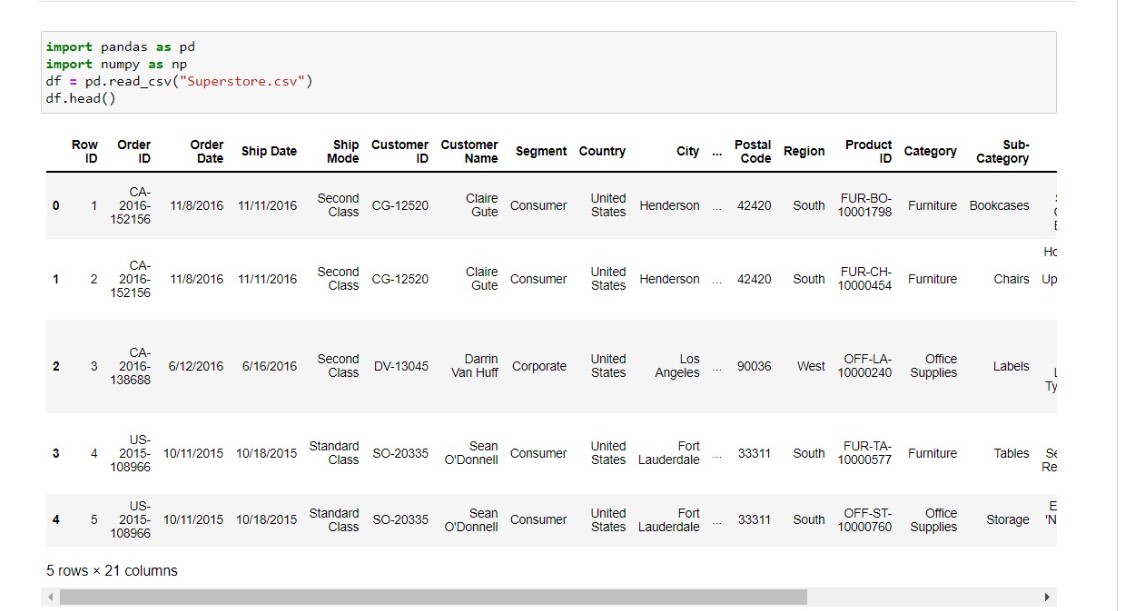 import pandas as pd
import numpy as np
df = pd.read_csv("Superstore.csv")
df.head()
Row ID Order ID Order Date Ship Date Ship Mode Customer ID Customer Name Segment Country City ... Postal Code Region Product ID Category Sub-Category
0 1 CA-2016-152156 11/8/2016 11/11/2016 Second Class CG-12520 Claire Gute Consumer United States Henderson ... 42420 South FUR-BO-10001798 Furniture Bookcases
1 2 CA-2016-152156 11/8/2016 11/11/2016 Second Class CG-12520 Claire Gute Consumer United States Henderson ... 42420 South FUR-CH-10000454 Furniture Chairs
2 3 CA-2016-138688 6/12/2016 6/16/2016 Second Class DV-13045 Darrin Van Huff Corporate United States Los Angeles ... 90036 West OFF-LA-10000240 Office Supplies Labels
3 4 US-2015-108966 10/11/2015 10/18/2015 Standard Class SO-20335 Sean O'Donnell Consumer United States Fort Lauderdale ... 33311 South FUR-TA-10000577 Furniture Tables
4 5 US-2015-108966 10/11/2015 10/18/2015 Standard Class SO-20335 Sean O'Donnell Consumer United States Fort Lauderdale ... 33311 South OFF-ST-10000760 Office Supplies Storage
5 rows × 21 columns